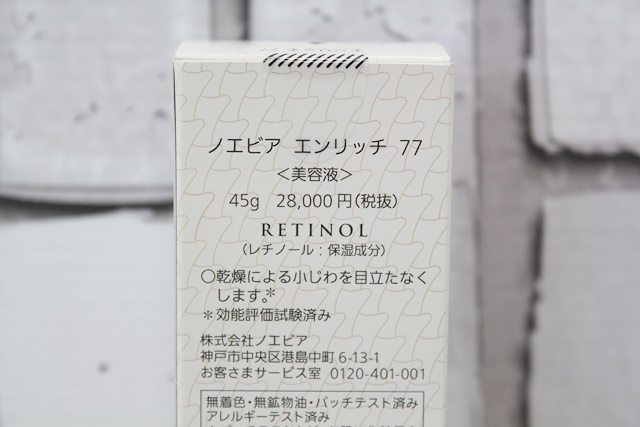 ノエビア エンリッチ 77
＜美容液＞
45g 28,000円(税抜)
RETINOL
(レチノール：保湿成分)
〇乾燥による小じわを目立たなく
します。＊
＊効能評価試験済み
株式会社ノエビア
神戸市中央区港島中町 6-13-1
お客さまサービス室 0120-401-001
無着色・無鉱物油・パッチテスト済み
アレルギーテスト済み